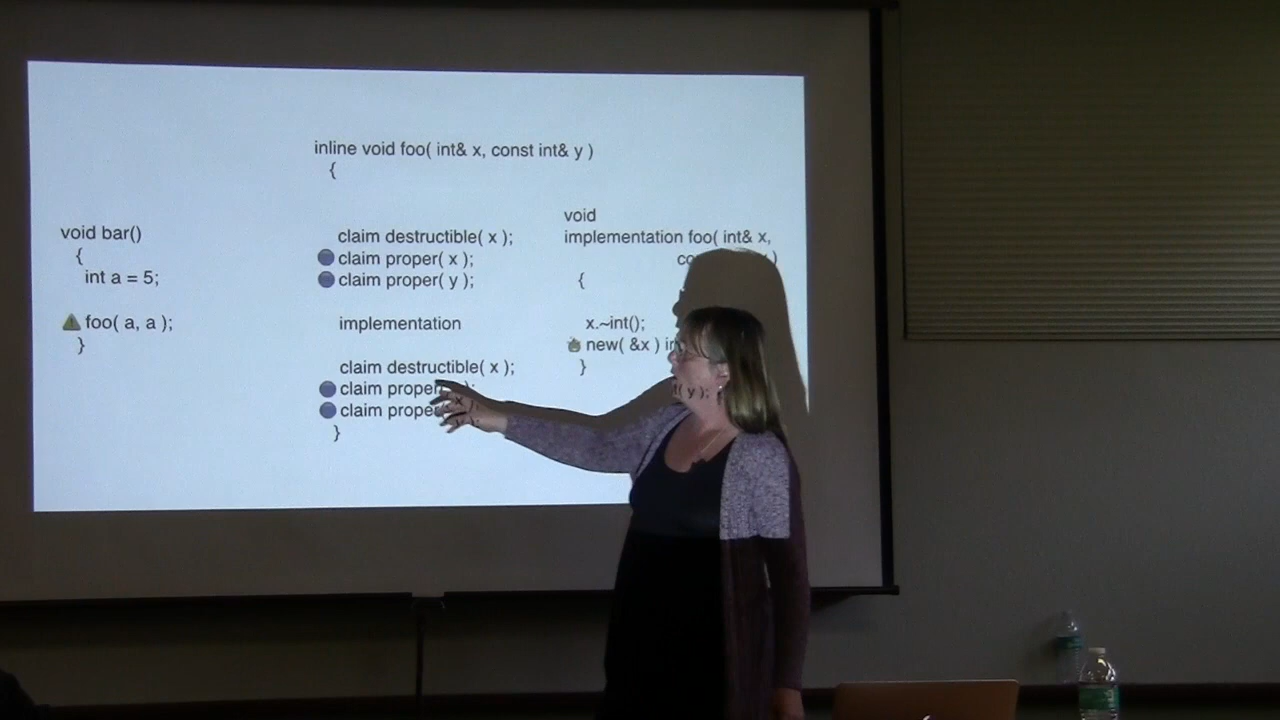 void bar()
{
int a = 5;
foo( a, a );
}
inline void foo( int& x, const int& y )
{
claim destructible( x );
claim proper( x );
claim proper( y );
implementation
claim destructible( x );
claim proper
claim proper
}
void
implementation foo( int& x,
{
x.~int();
new( &x )
}